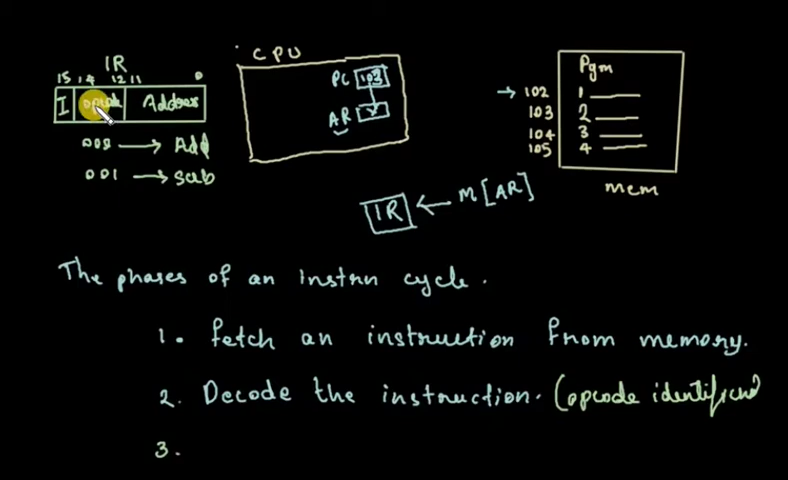 IR
15 14 12 11 0
I opcode Address
000 → Add
001 → Sub
CPU
PC 103
AR
Pgm
→ 102 1
103 2
104 3
105 4
mem
IR ← M[AR]
The phases of an Instrn cycle.
1. Fetch an instruction from memory.
2. Decode the instruction. (opcode
3.